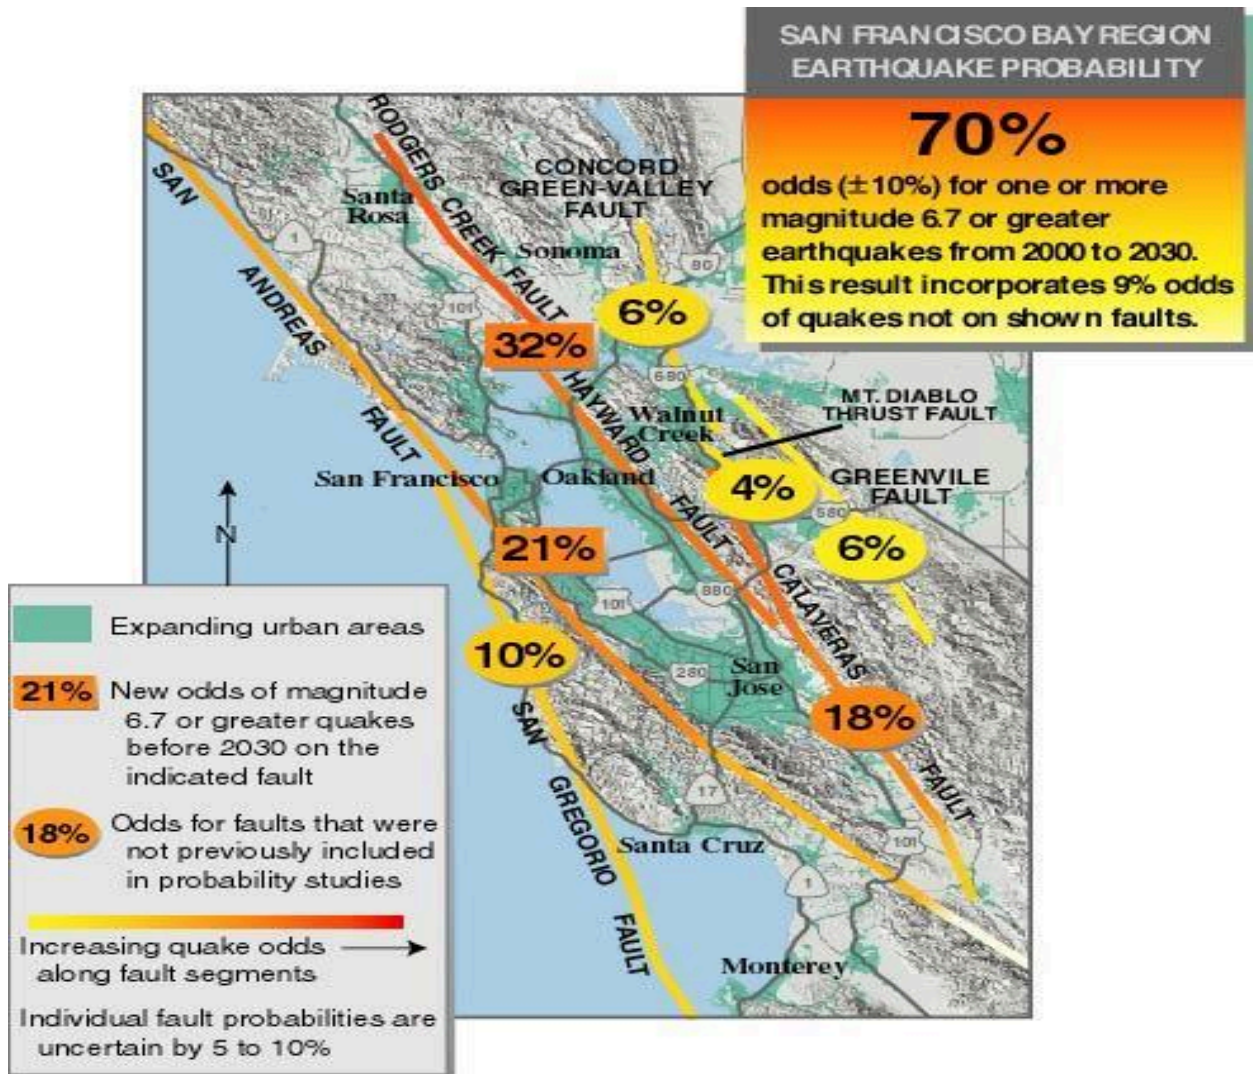 SAN FRANCISCO BAY REGION
EARTHQUAKE PROBABILITY
70%
odds (±10%) for one or more
magnitude 6.7 or greater
earthquakes from 2000 to 2030.
This result incorporates 9% odds
of quakes not on shown faults.
RODGERS CREEK FAULT
CONCORD
GREEN-VALLEY
FAULT
SAN ANDREAS FAULT
Santa
Rosa
Sonoma
1
80
101
6%
32%
HAYWARD FAULT
680
MT. DIABLO
THRUST FAULT
Walnut
Creek
San Francisco
Oakland
4%
GREENVILE
FAULT
580
N
21%
6%
CALAVERAS FAULT
101
880
10%
280
San
Jose
18%
SAN GREGORIO FAULT
17
Santa Cruz
101
1
Monterey
Expanding urban areas
21% New odds of magnitude
6.7 or greater quakes
before 2030 on the
indicated fault
18% Odds for faults that were
not previously included
in probability studies
Increasing quake odds
along fault segments
Individual fault probabilities are
uncertain by 5 to 10%